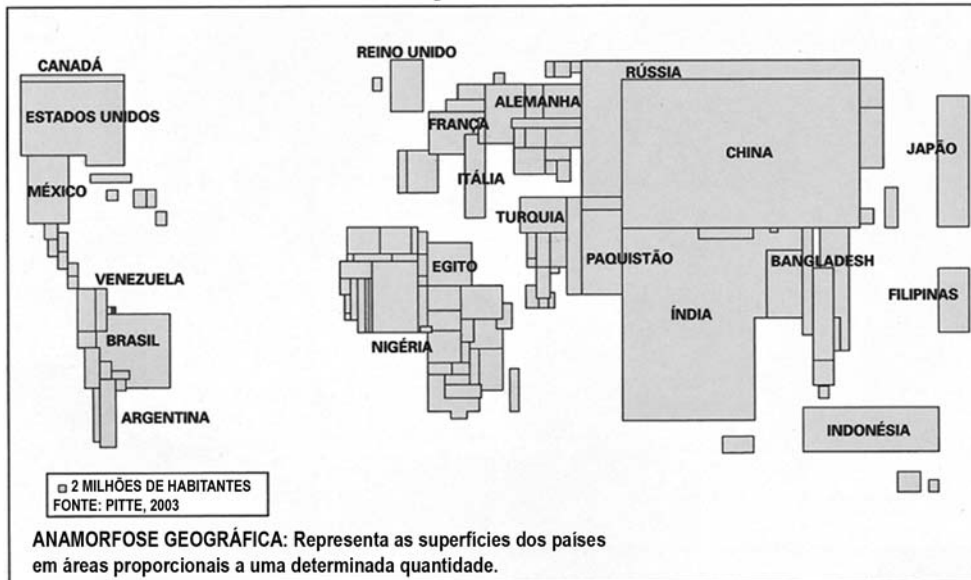 REINO UNIDO
CANADÁ
RÚSSIA
ESTADOS UNIDOS
ALEMANHA
FRANÇA
CHINA
JAPÃO
ITÁLIA
MÉXICO
TURQUIA
PAQUISTÃO
BANGLADESH
EGITO
VENEZUELA
FILIPINAS
ÍNDIA
BRASIL
NIGÉRIA
ARGENTINA
INDONÉSIA
2 MILHÕES DE HABITANTES
FONTE: PITTE, 2003
ANAMORFOSE GEOGRÁFICA: Representa as superfícies dos países
em áreas proporcionais a uma determinada quantidade.